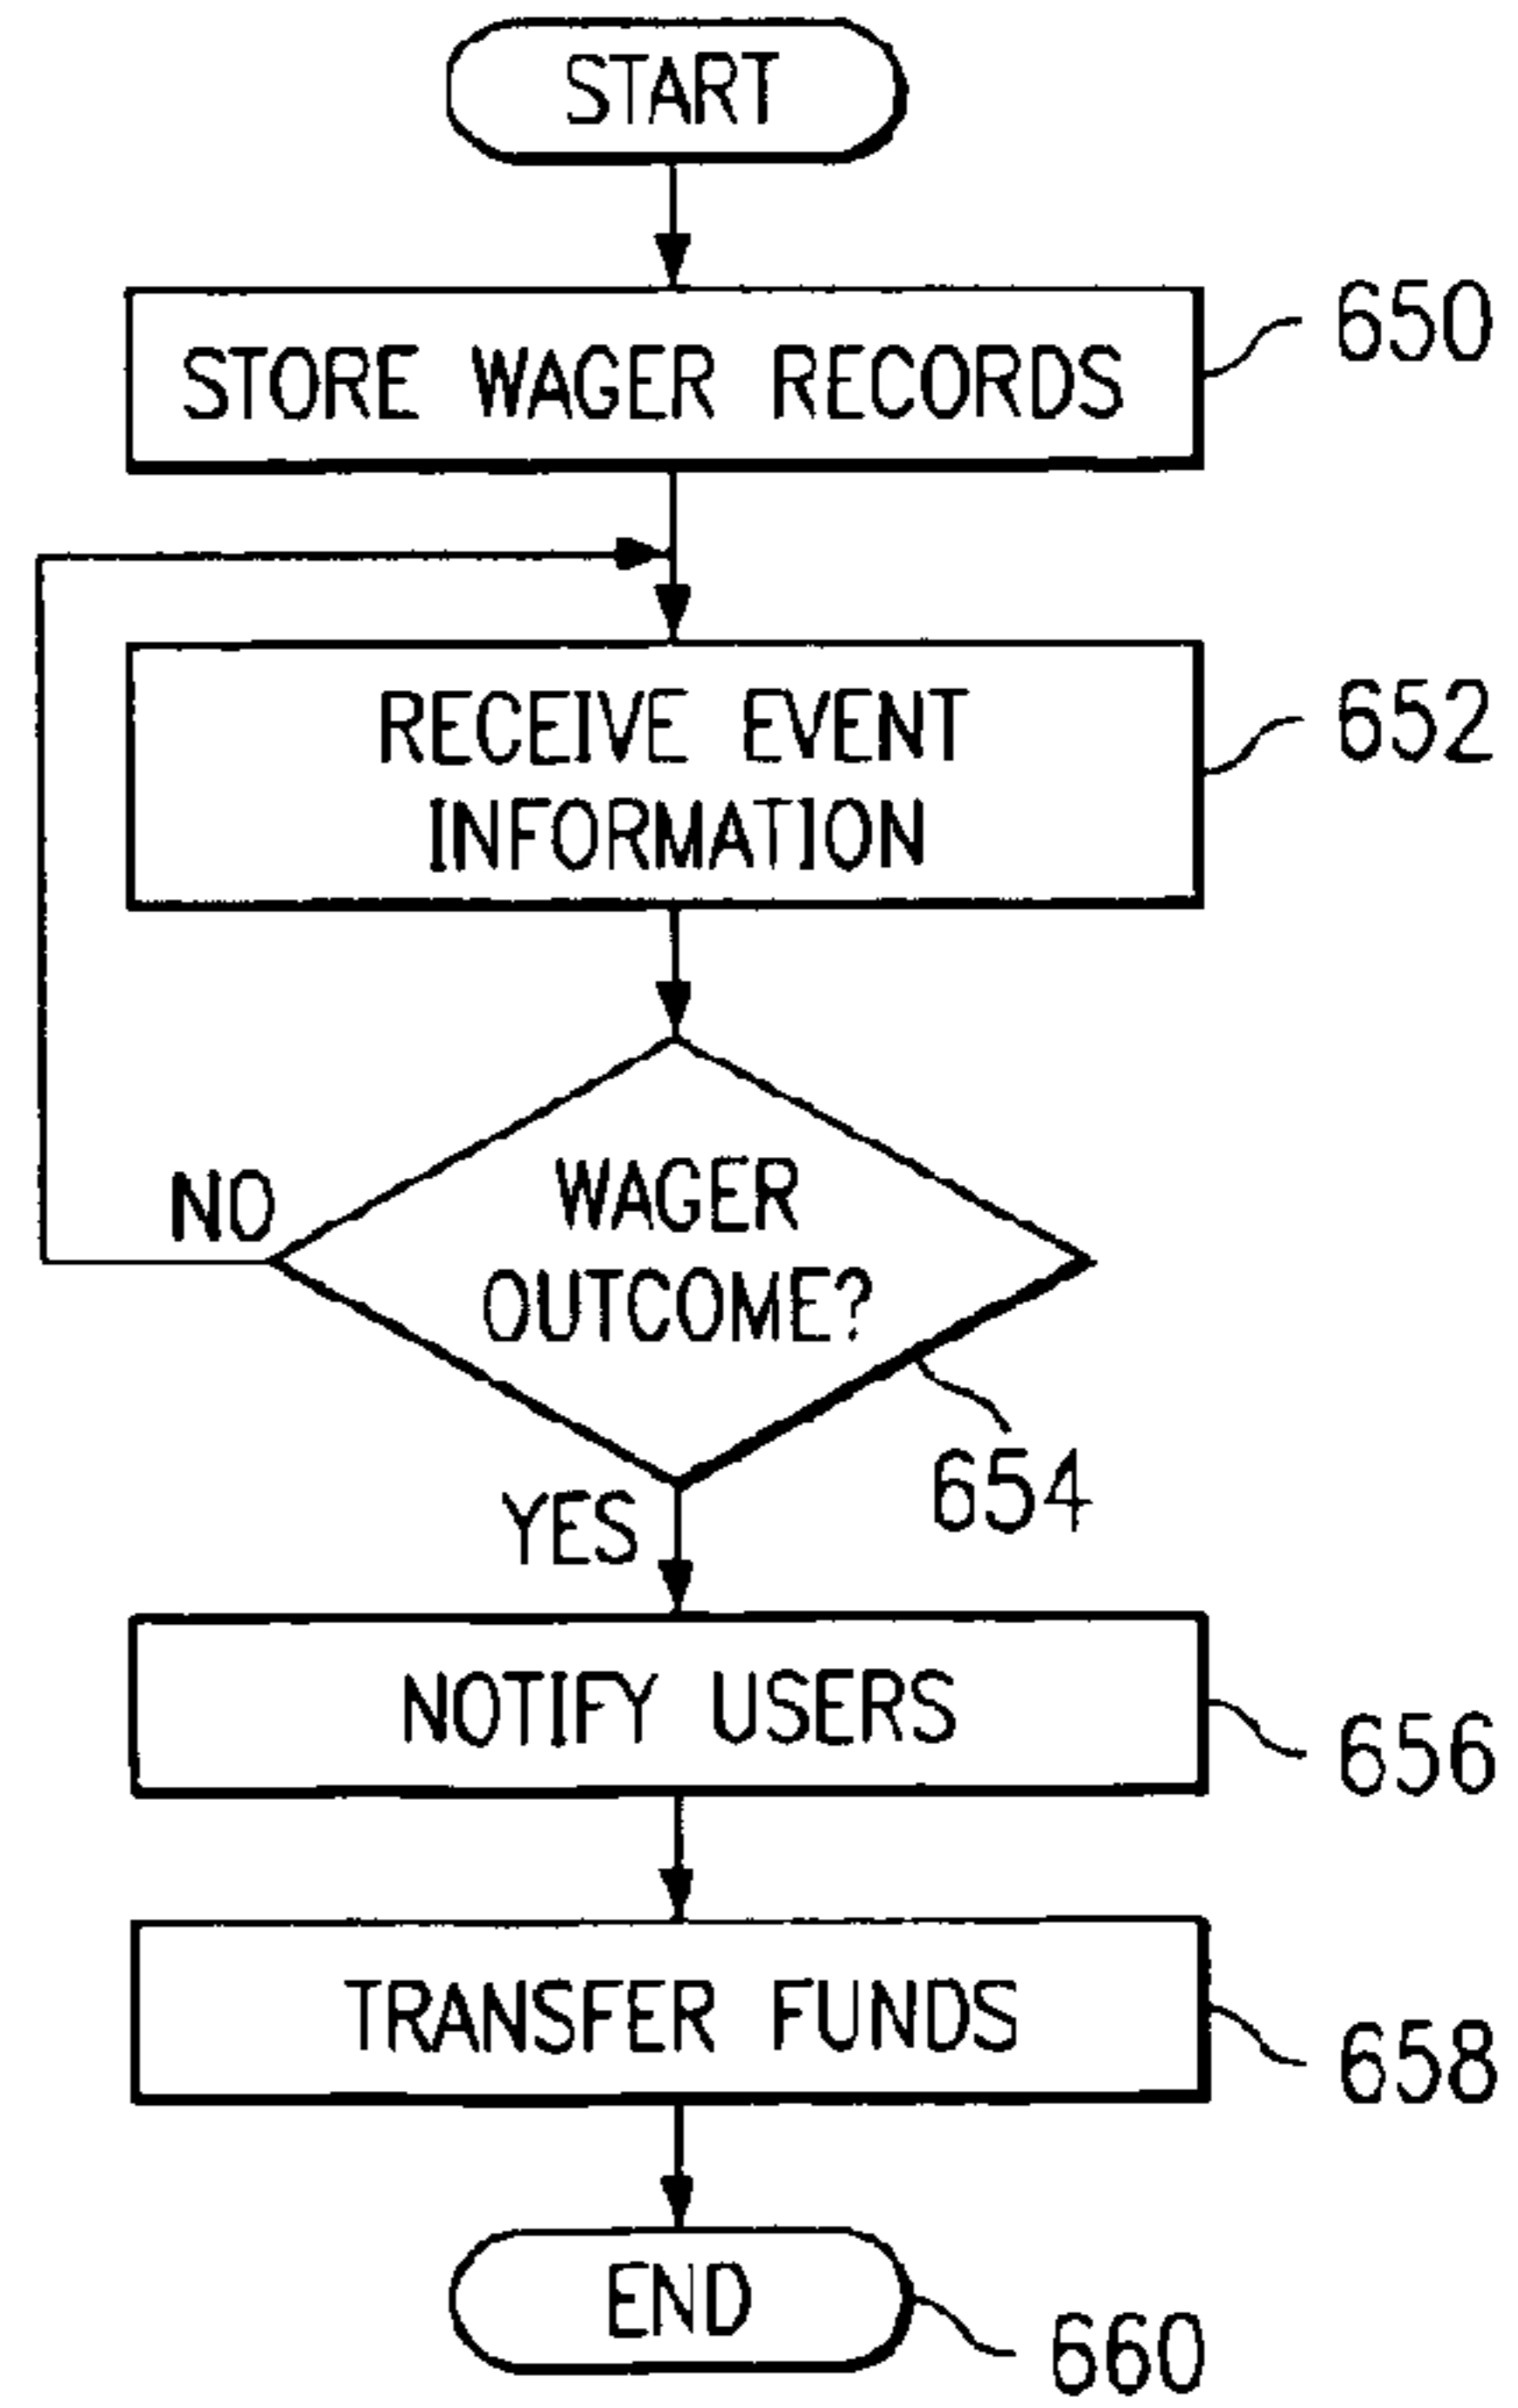 START
STORE WAGER RECORDS
650
RECEIVE EVENT
INFORMATION
652
NO
WAGER
OUTCOME?
654
YES
NOTIFY USERS
656
TRANSFER FUNDS
658
END
660